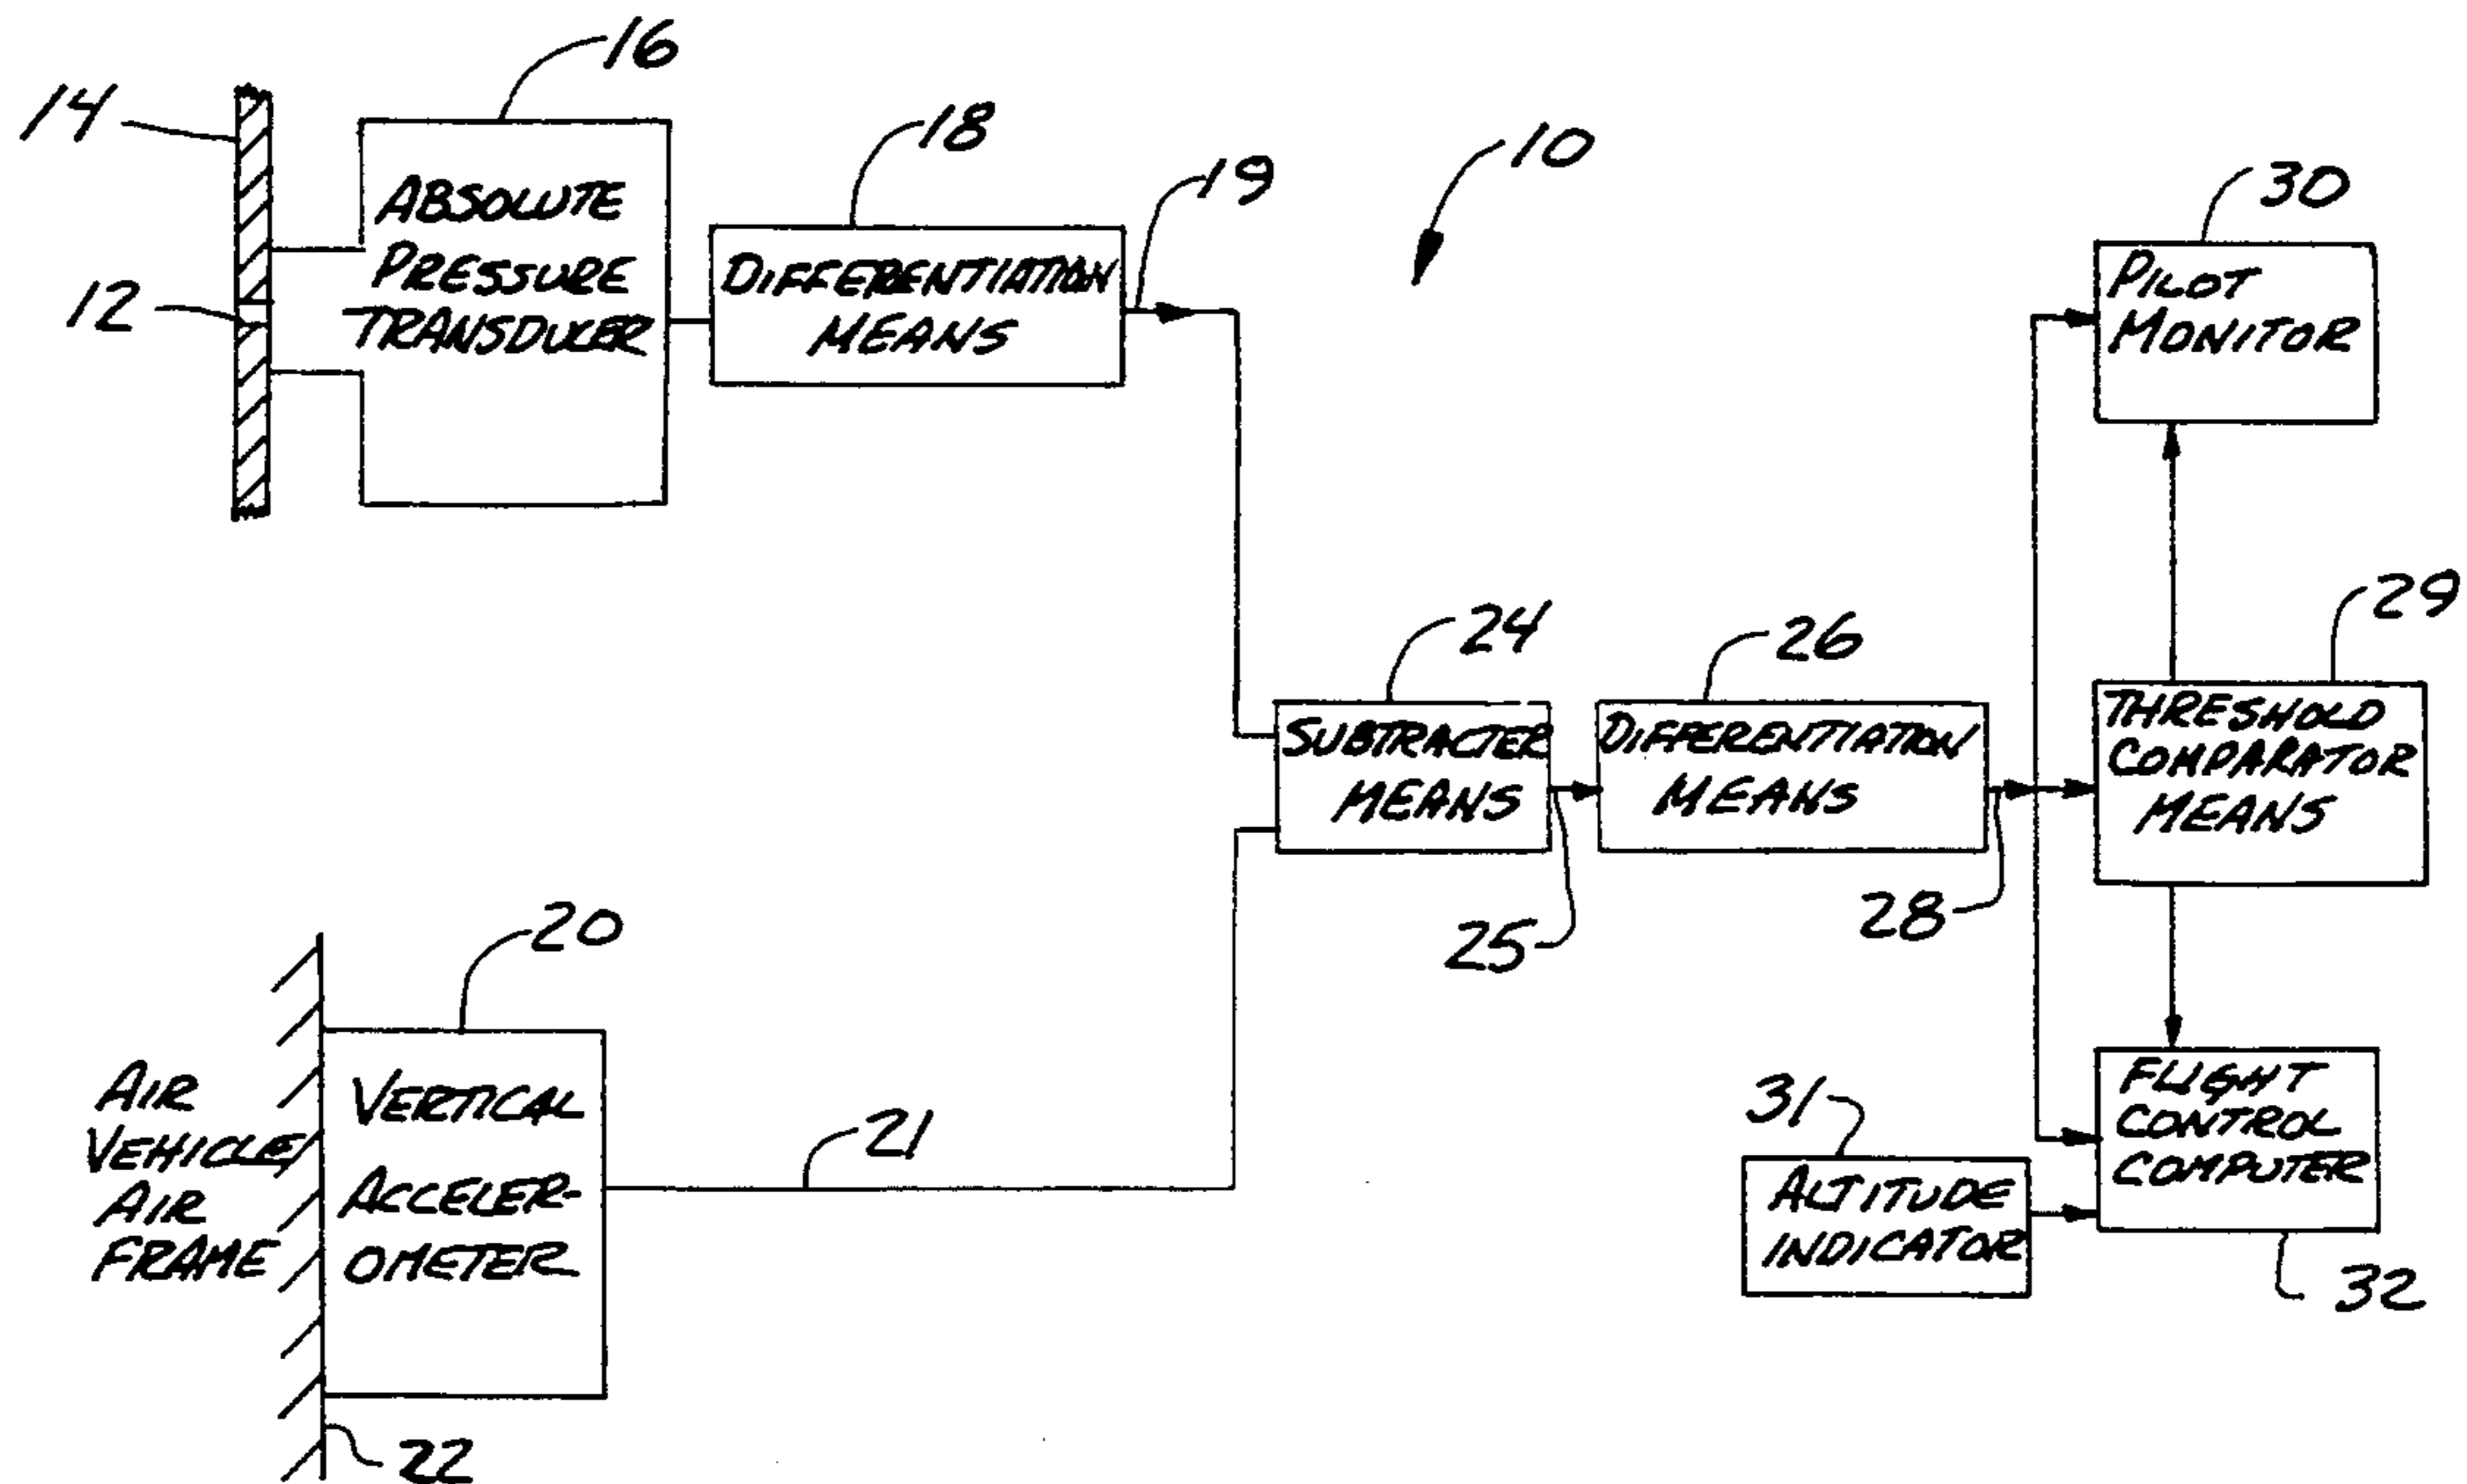 16
14
18
10
ABSOLUTE
PRESSURE
TRANSDUCER
12
19
DIFFERENTIATION
MEANS
30
PILOT
MONITOR
29
24
26
SUBTRACTER
MEANS
DIFFERENTIATION
MEANS
THRESHOLD
COMPARATOR
MEANS
25
28
20
AIR
VEHICLE
AIR
FRAME
VERTICAL
ACCELER-
OMETER
21
31
ALTITUDE
INDICATOR
FLIGHT
CONTROL
COMPUTER
32
22